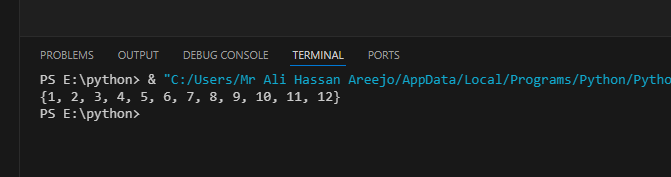 PROBLEMS OUTPUT DEBUG CONSOLE TERMINAL PORTS
PS E:\python> & "C:/Users/Mr Ali Hassan Areejo/AppData/Local/Programs/Python/Pytho
{1, 2, 3, 4, 5, 6, 7, 8, 9, 10, 11, 12}
PS E:\python>